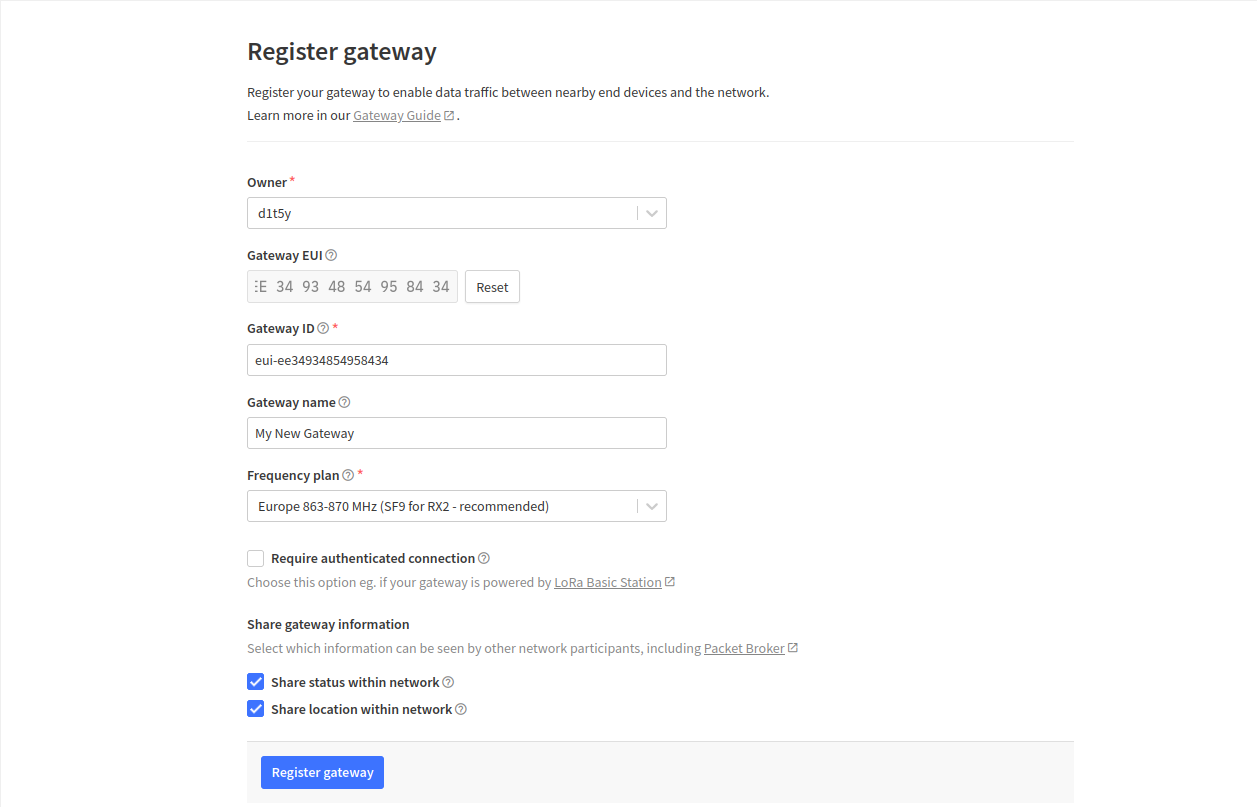 Register gateway
Register your gateway to enable data traffic between nearby end devices and the network.
Learn more in our Gateway Guide .
Owner *
d1t5y
Gateway EUI
EE 34 93 48 54 95 84 34 Reset
Gateway ID *
eui-ee34934854958434
Gateway name
My New Gateway
Frequency plan *
Europe 863-870 MHz (SF9 for RX2 - recommended)
Require authenticated connection
Choose this option eg. if your gateway is powered by LoRa Basic Station
Share gateway information
Select which information can be seen by other network participants, including Packet Broker
Share status within network
Share location within network
Register gateway